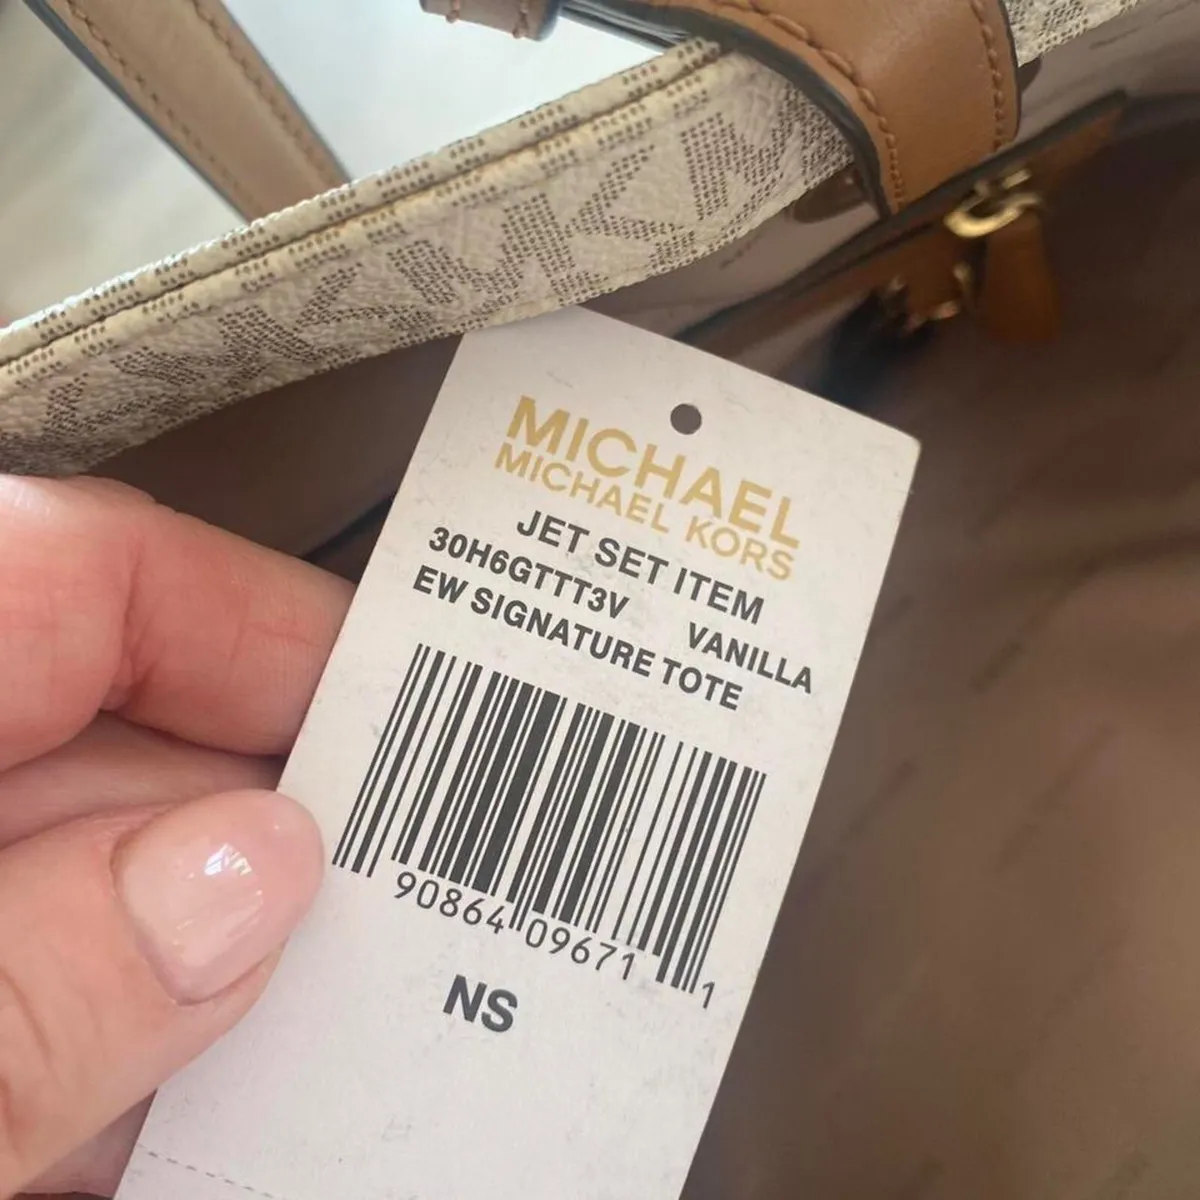 MICHAEL
MICHAEL KORS
JET SET ITEM
30H6GTTT3V VANILLA
EW SIGNATURE TOTE
90864 09671 1
NS